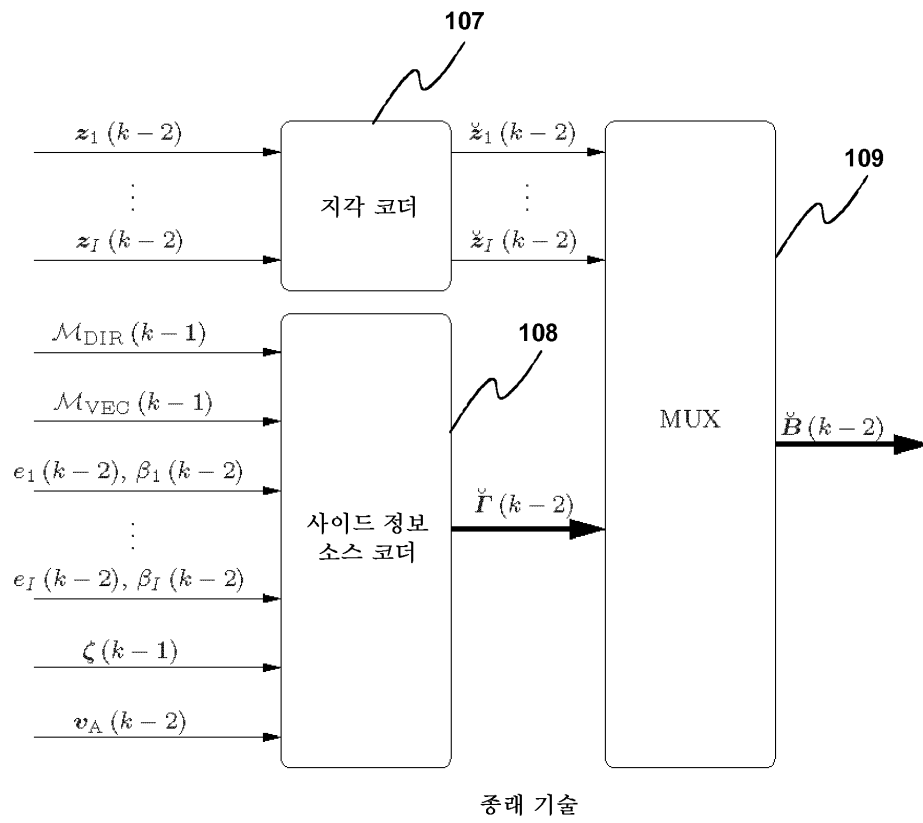 107
z₁ (k − 2)
z̆₁ (k − 2)
109
⋮
지각 코더
⋮
z_I (k − 2)
z̆_I (k − 2)
ℳ_DIR (k − 1)
108
ℳ_VEC (k − 1)
MUX
B̆ (k − 2)
e₁ (k − 2), β₁ (k − 2)
사이드 정보
소스 코더
Γ̆ (k − 2)
⋮
e_I (k − 2), β_I (k − 2)
ζ (k − 1)
v_A (k − 2)
종래 기술